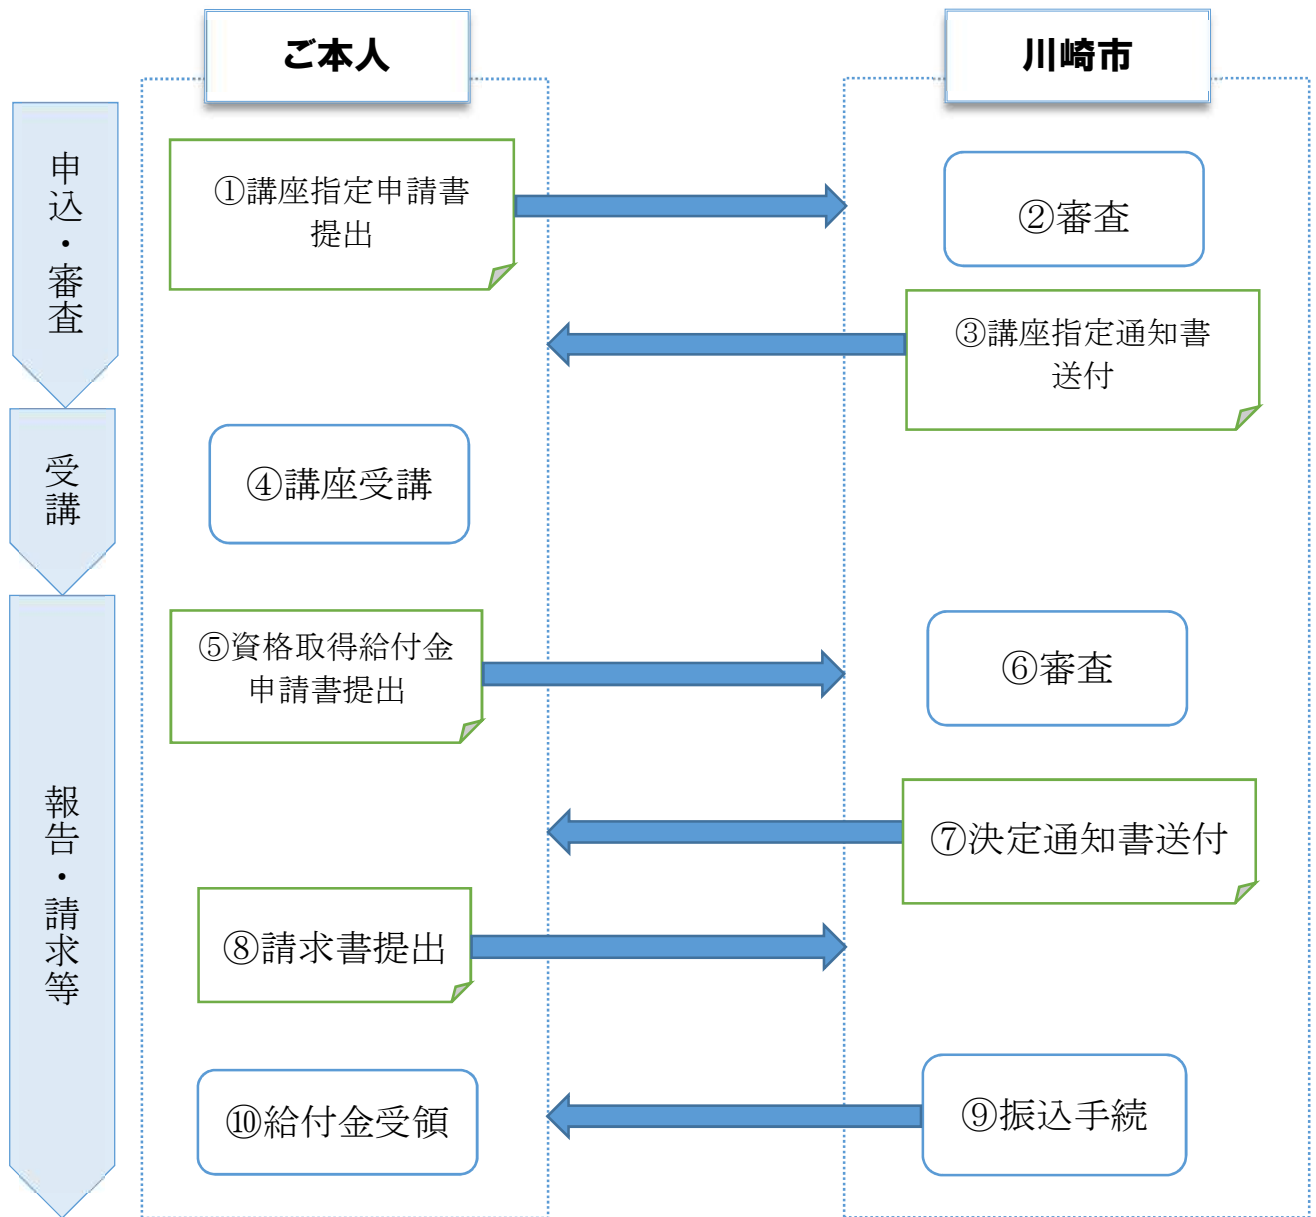 ご本人
川崎市
申込・審査
①講座指定申請書
提出
②審査
③講座指定通知書
送付
受講
④講座受講
報告・請求等
⑤資格取得給付金
申請書提出
⑥審査
⑦決定通知書送付
⑧請求書提出
⑨振込手続
⑩給付金受領